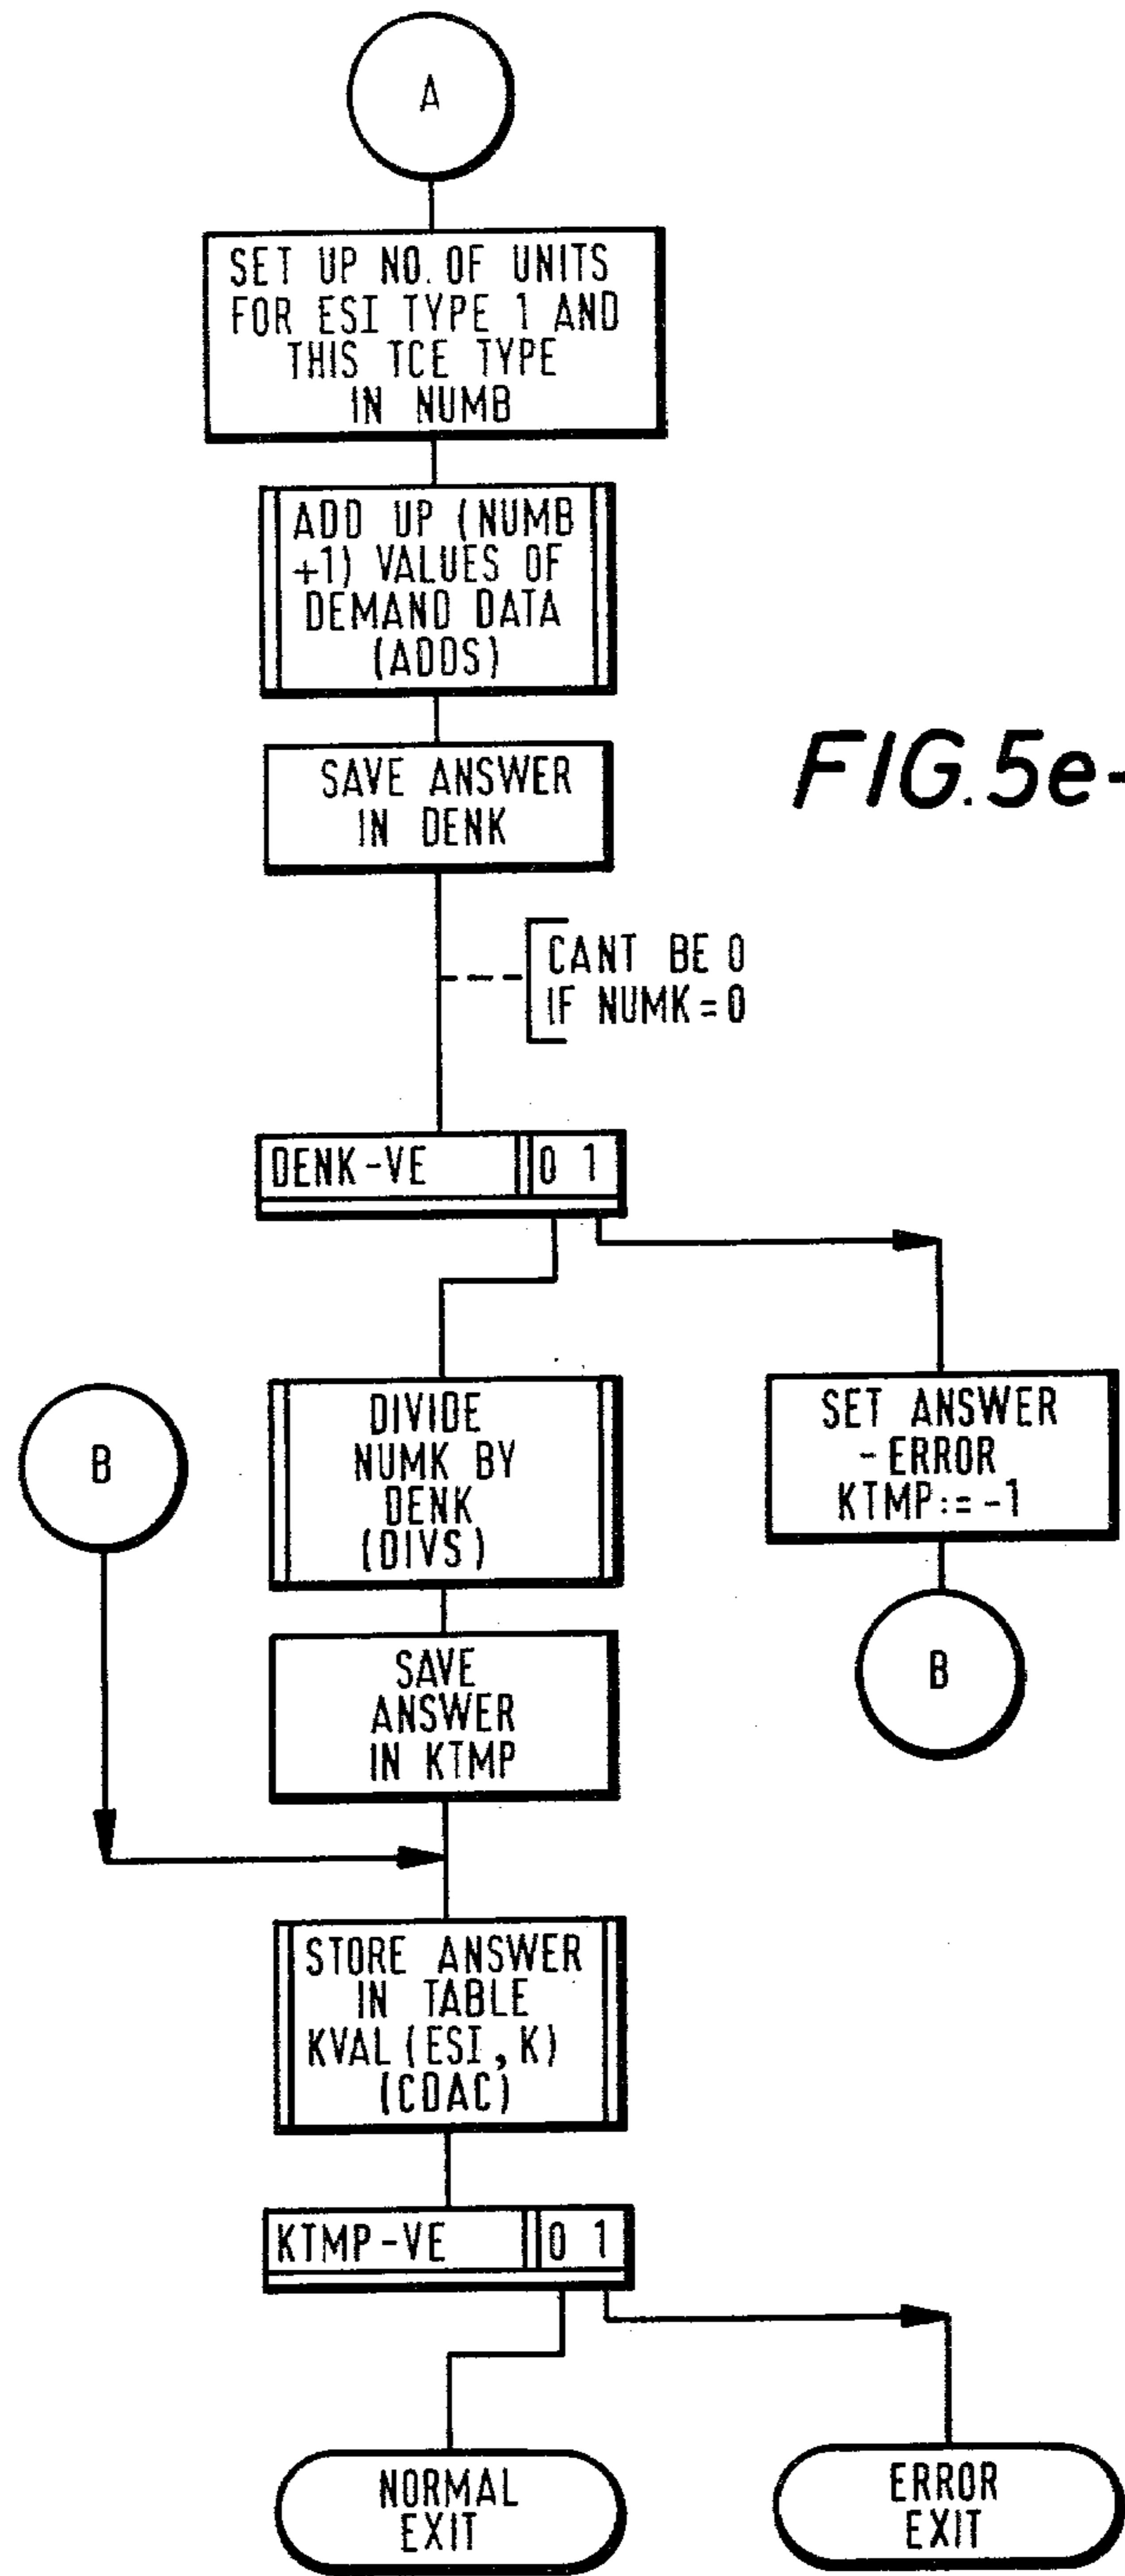 A
SET UP NO. OF UNITS
FOR ESI TYPE 1 AND
THIS TCE TYPE
IN NUMB
ADD UP (NUMB
+1) VALUES OF
DEMAND DATA
(ADDS)
SAVE ANSWER
IN DENK
FIG.5e-
CANT BE 0
IF NUMK = 0
DENK-VE 0 1
B
DIVIDE
NUMK BY
DENK
(DIVS)
SET ANSWER
- ERROR
KTMP:= -1
B
SAVE
ANSWER
IN KTMP
STORE ANSWER
IN TABLE
KVAL (ESI, K)
(CDAC)
KTMP-VE 0 1
NORMAL
EXIT
ERROR
EXIT